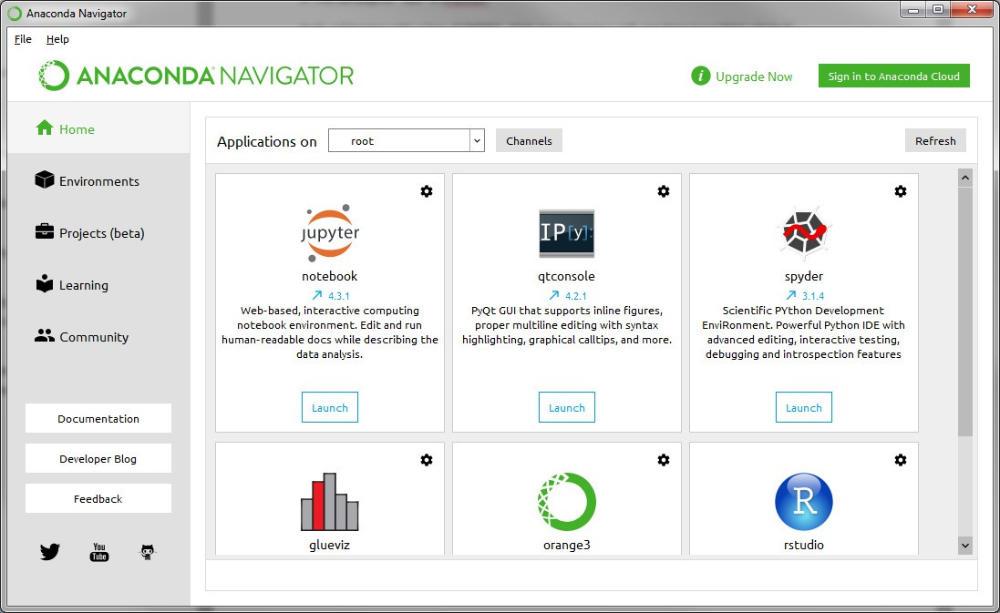 Anaconda Navigator
File Help
ANACONDA NAVIGATOR
i Upgrade Now
Sign in to Anaconda Cloud
Home
Environments
Projects (beta)
Learning
Community
Documentation
Developer Blog
Feedback
You
Tube
Applications on root Channels Refresh
jupyter
notebook
4.3.1
Web-based, interactive computing
notebook environment. Edit and run
human-readable docs while describing the
data analysis.
Launch
IP[y]:
qtconsole
4.2.1
PyQt GUI that supports inline figures,
proper multiline editing with syntax
highlighting, graphical calltips, and more.
Launch
spyder
3.1.4
Scientific PYthon Development
EnviRonment. Powerful Python IDE with
advanced editing, interactive testing,
debugging and introspection features
Launch
glueviz
orange3
R
rstudio